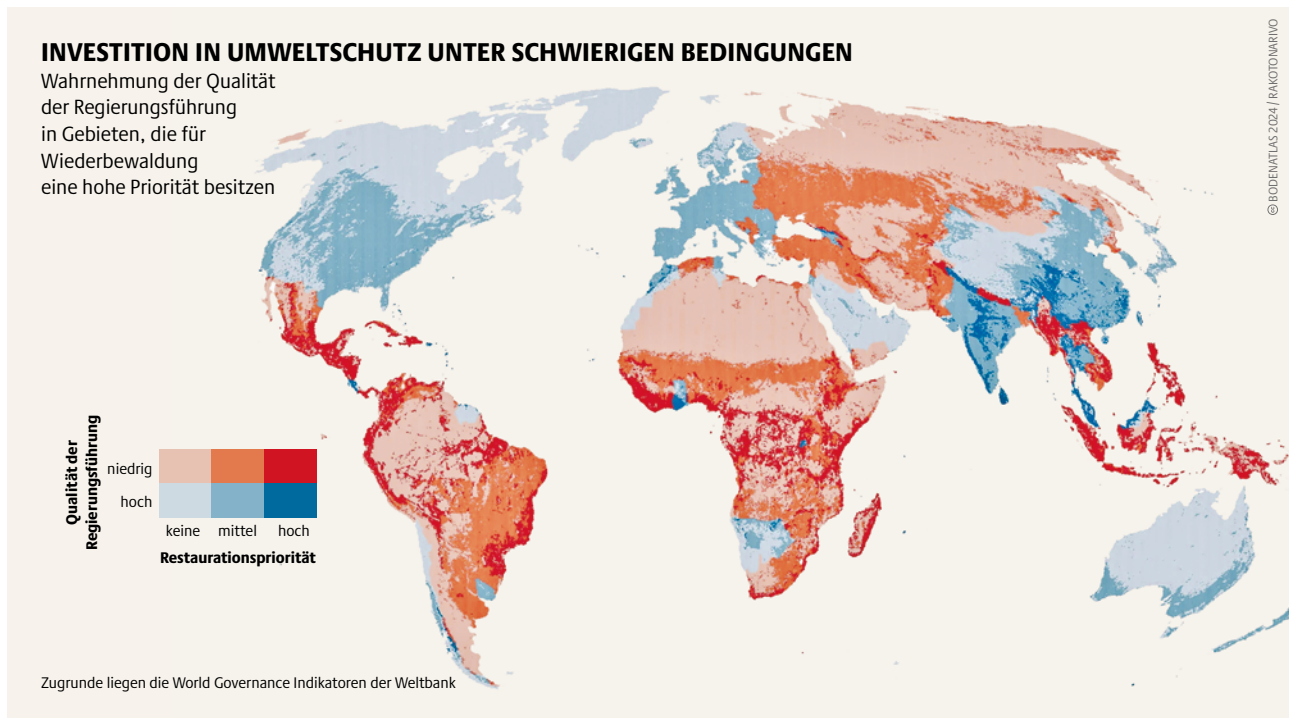 INVESTITION IN UMWELTSCHUTZ UNTER SCHWIERIGEN BEDINGUNGEN
Wahrnehmung der Qualität
der Regierungsführung
in Gebieten, die für
Wiederbewaldung
eine hohe Priorität besitzen
© BODENATLAS 2024 / RAKOTONARIVO
Qualität der
Regierungsführung
niedrig
hoch
keine mittel hoch
Restaurationspriorität
Zugrunde liegen die World Governance Indikatoren der Weltbank